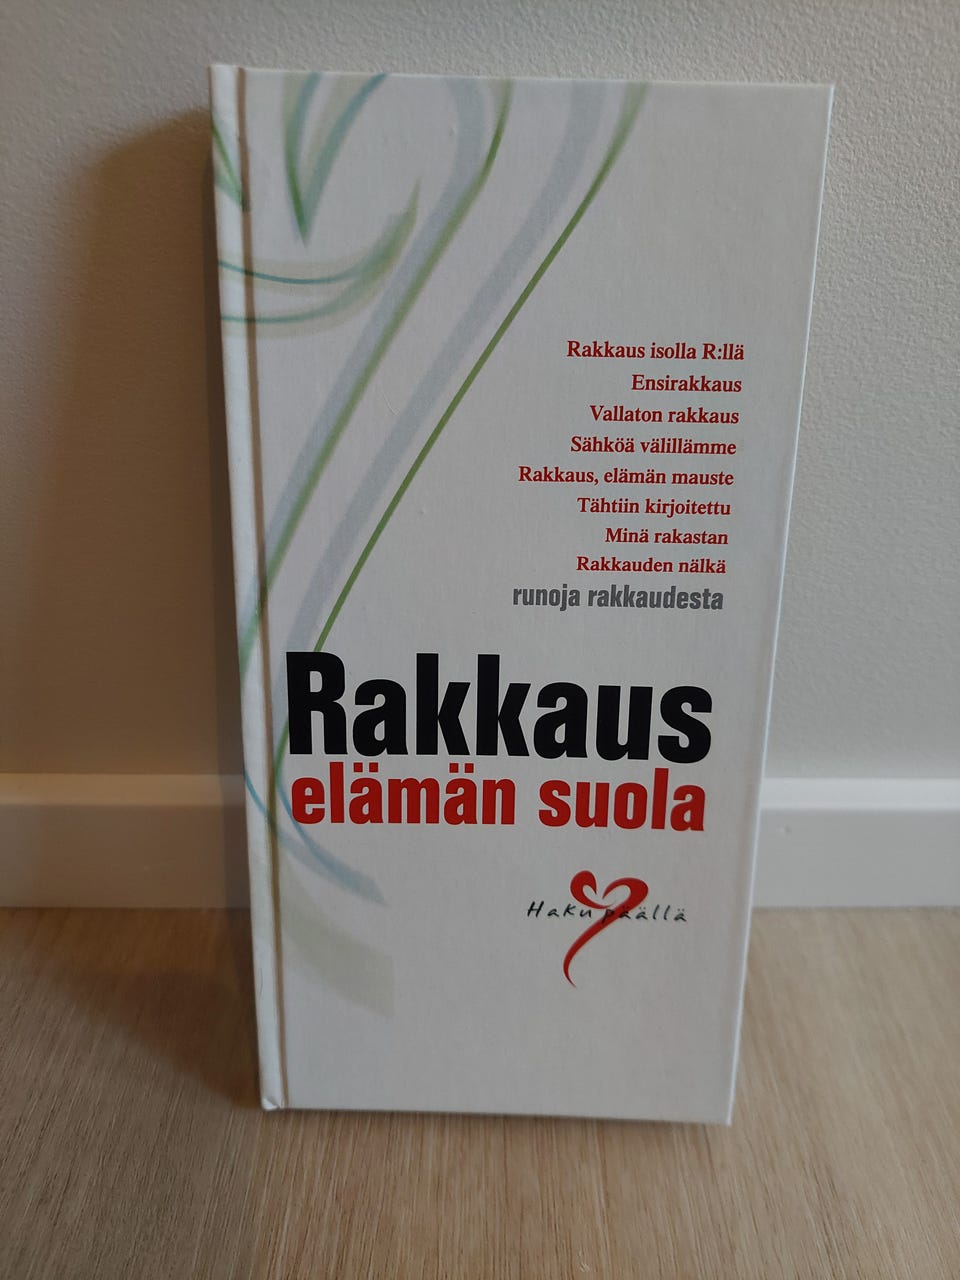 Rakkaus isolla R:llä
Ensirakkaus
Vallaton rakkaus
Sähköä välillämme
Rakkaus, elämän mauste
Tähtiin kirjoitettu
Minä rakastan
Rakkauden nälkä
runoja rakkaudesta
Rakkaus
elämän suola
Haku päällä